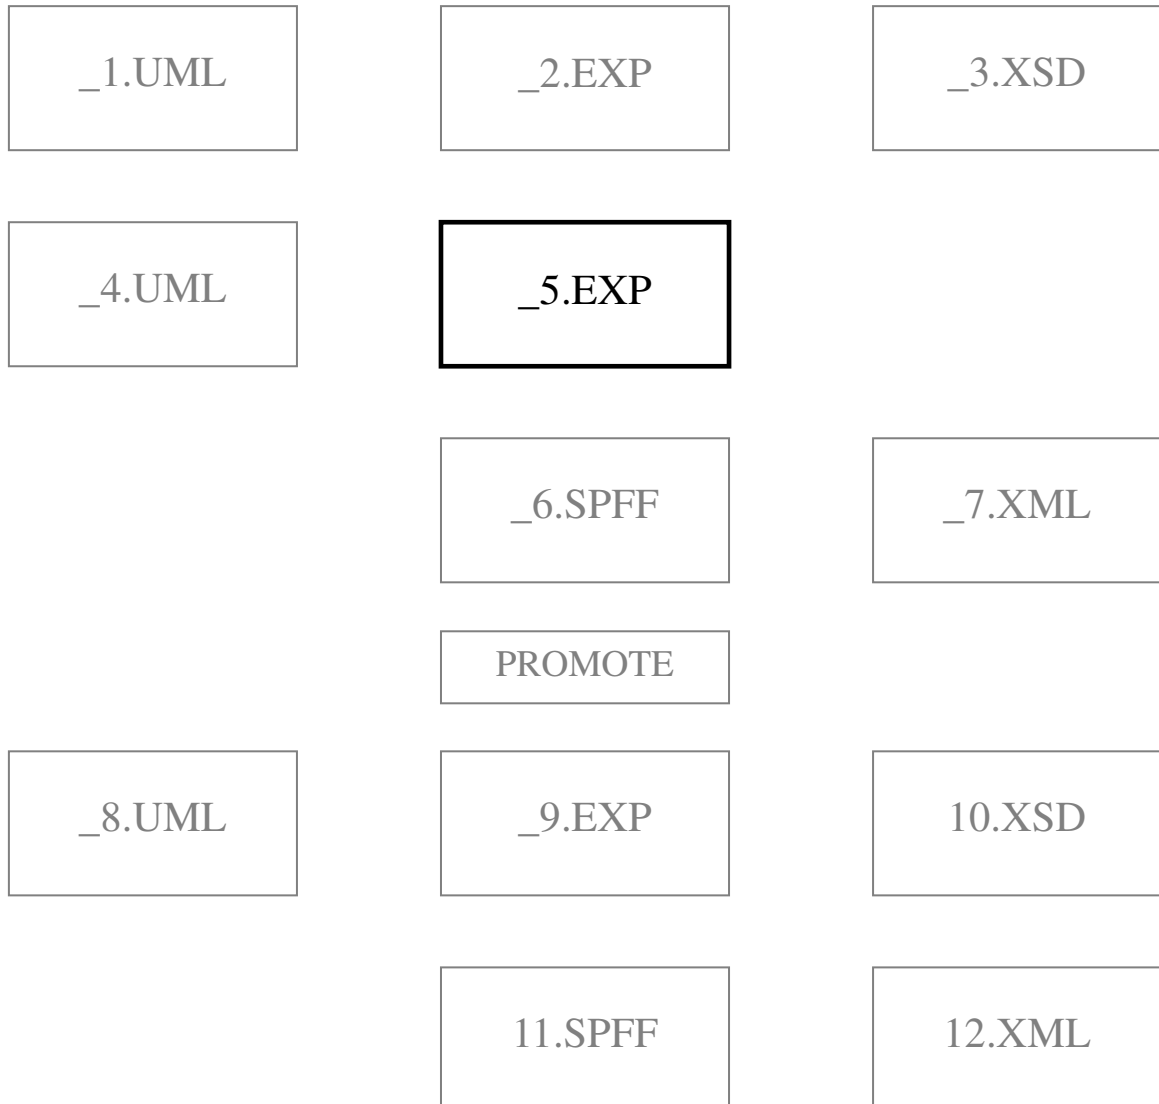 _1.UML
_2.EXP
_3.XSD
_4.UML
_5.EXP
_6.SPFF
_7.XML
PROMOTE
_8.UML
_9.EXP
10.XSD
11.SPFF
12.XML